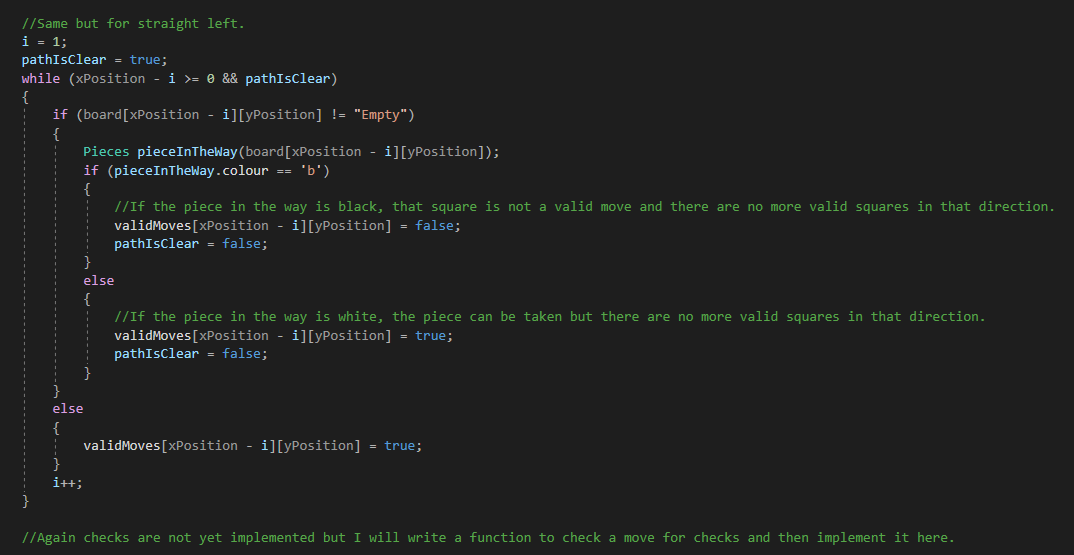 //Same but for straight left.
i = 1;
pathIsClear = true;
while (xPosition - i >= 0 && pathIsClear)
{
    if (board[xPosition - i][yPosition] != "Empty")
    {
        Pieces pieceInTheWay(board[xPosition - i][yPosition]);
        if (pieceInTheWay.colour == 'b')
        {
            //If the piece in the way is black, that square is not a valid move and there are no more valid squares in that direction.
            validMoves[xPosition - i][yPosition] = false;
            pathIsClear = false;
        }
        else
        {
            //If the piece in the way is white, the piece can be taken but there are no more valid squares in that direction.
            validMoves[xPosition - i][yPosition] = true;
            pathIsClear = false;
        }
    }
    else
    {
        validMoves[xPosition - i][yPosition] = true;
    }
    i++;
}
//Again checks are not yet implemented but I will write a function to check a move for checks and then implement it here.